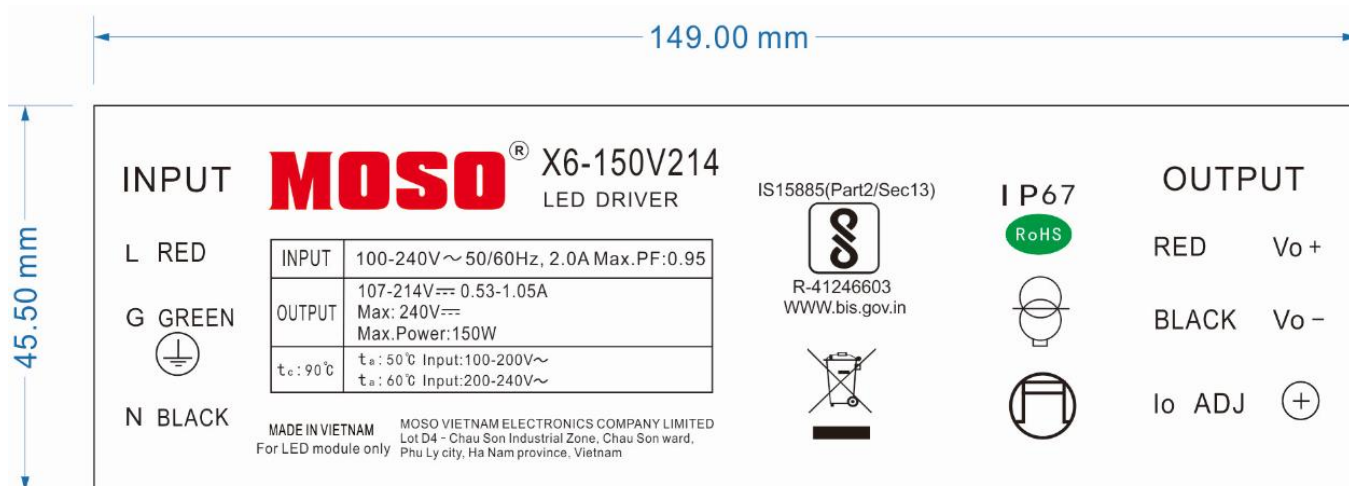 149.00 mm
45.50 mm
INPUT
L RED
G GREEN
N BLACK
MOSO® X6-150V214
LED DRIVER
INPUT 100-240V～50/60Hz, 2.0A Max.PF:0.95
OUTPUT
107-214V⎓ 0.53-1.05A
Max: 240V⎓
Max.Power:150W
tc:90℃
ta:50℃ Input:100-200V～
ta:60℃ Input:200-240V～
MADE IN VIETNAM
For LED module only
MOSO VIETNAM ELECTRONICS COMPANY LIMITED
Lot D4 - Chau Son Industrial Zone, Chau Son ward,
Phu Ly city, Ha Nam province, Vietnam
IS15885(Part2/Sec13)
R-41246603
WWW.bis.gov.in
IP67
RoHS
OUTPUT
RED Vo+
BLACK Vo-
Io ADJ +